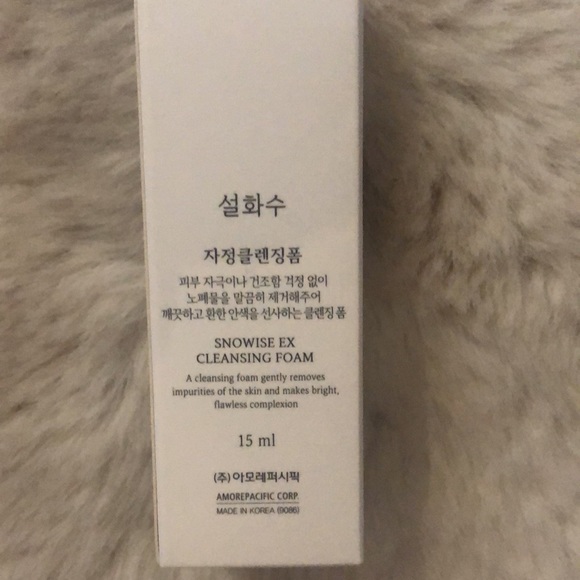 설화수
자정클렌징폼
피부 자극이나 건조함 걱정 없이
노폐물을 말끔히 제거해주어
깨끗하고 환한 안색을 선사하는 클렌징 폼
SNOWISE EX
CLEANSING FOAM
A cleansing foam gently removes
impurities of the skin and makes bright,
flawless complexion
15 ml
(주)아모레퍼시픽
AMOREPACIFIC CORP.
MADE IN KOREA (9086)